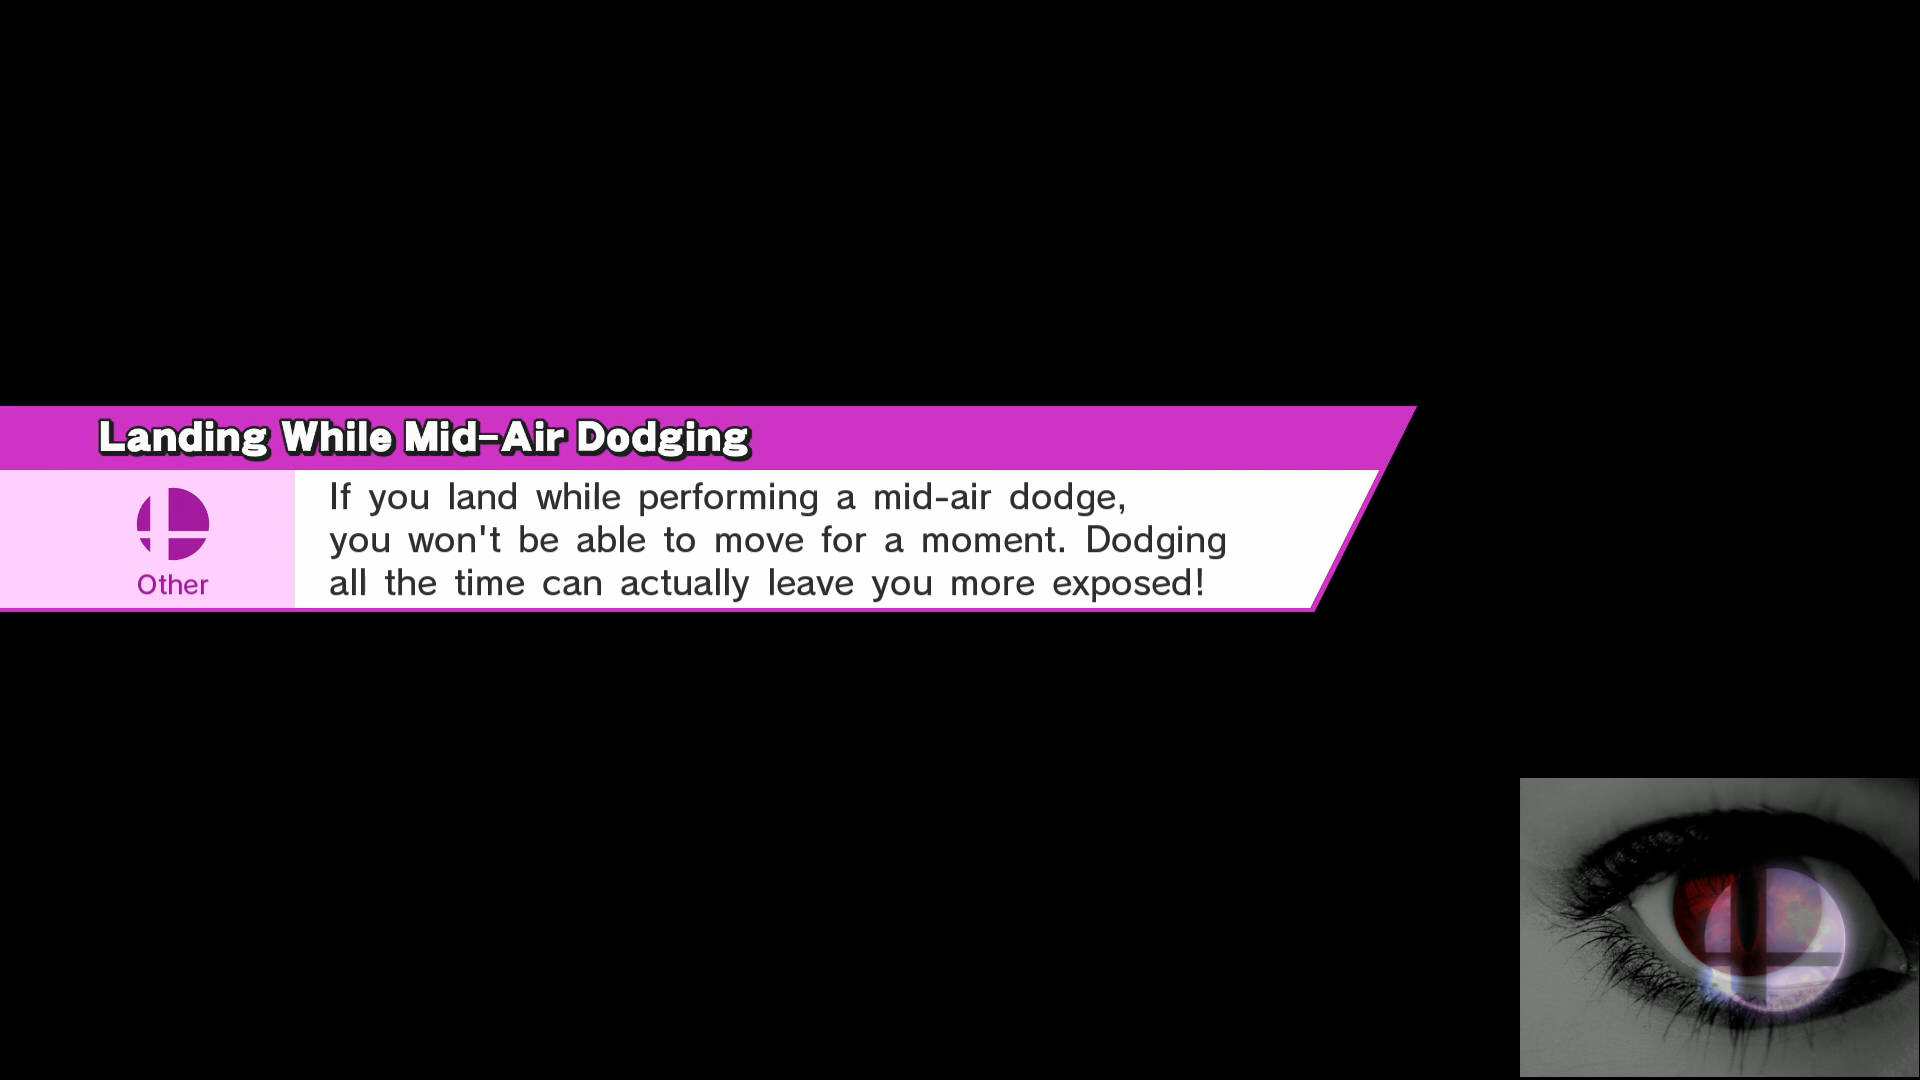 Landing While Mid-Air Dodging
If you land while performing a mid-air dodge,
you won't be able to move for a moment. Dodging
all the time can actually leave you more exposed!
Other